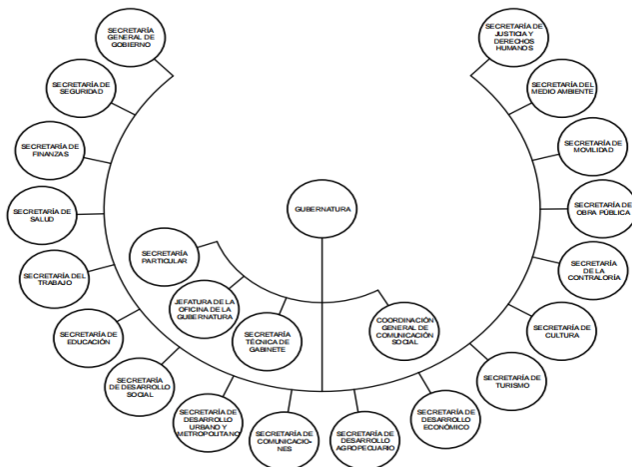 SECRETARÍA
GENERAL DE
GOBIERNO
SECRETARÍA DE
JUSTICIA Y
DERECHOS
HUMANOS
SECRETARÍA DE
SEGURIDAD
SECRETARÍA DEL
MEDIO AMBIENTE
SECRETARÍA DE
FINANZAS
SECRETARÍA DE
MOVILIDAD
GUBERNATURA
SECRETARÍA DE
SALUD
SECRETARÍA DE
OBRA PÚBLICA
SECRETARÍA
PARTICULAR
SECRETARÍA DEL
TRABAJO
SECRETARÍA
DE LA
CONTRALORÍA
JEFATURA DE LA
OFICINA DE LA
GUBERNATURA
SECRETARÍA
TÉCNICA DE
GABINETE
COORDINACIÓN
GENERAL DE
COMUNICACIÓN
SOCIAL
SECRETARÍA DE
EDUCACIÓN
SECRETARÍA DE
CULTURA
SECRETARÍA
DE DESARROLLO
SOCIAL
SECRETARÍA DE
TURISMO
SECRETARÍA DE
DESARROLLO
URBANO Y
METROPOLITANO
SECRETARÍA DE
COMUNICACIO-
NES
SECRETARÍA DE
DESARROLLO
AGROPECUARIO
SECRETARÍA DE
DESARROLLO
ECONÓMICO